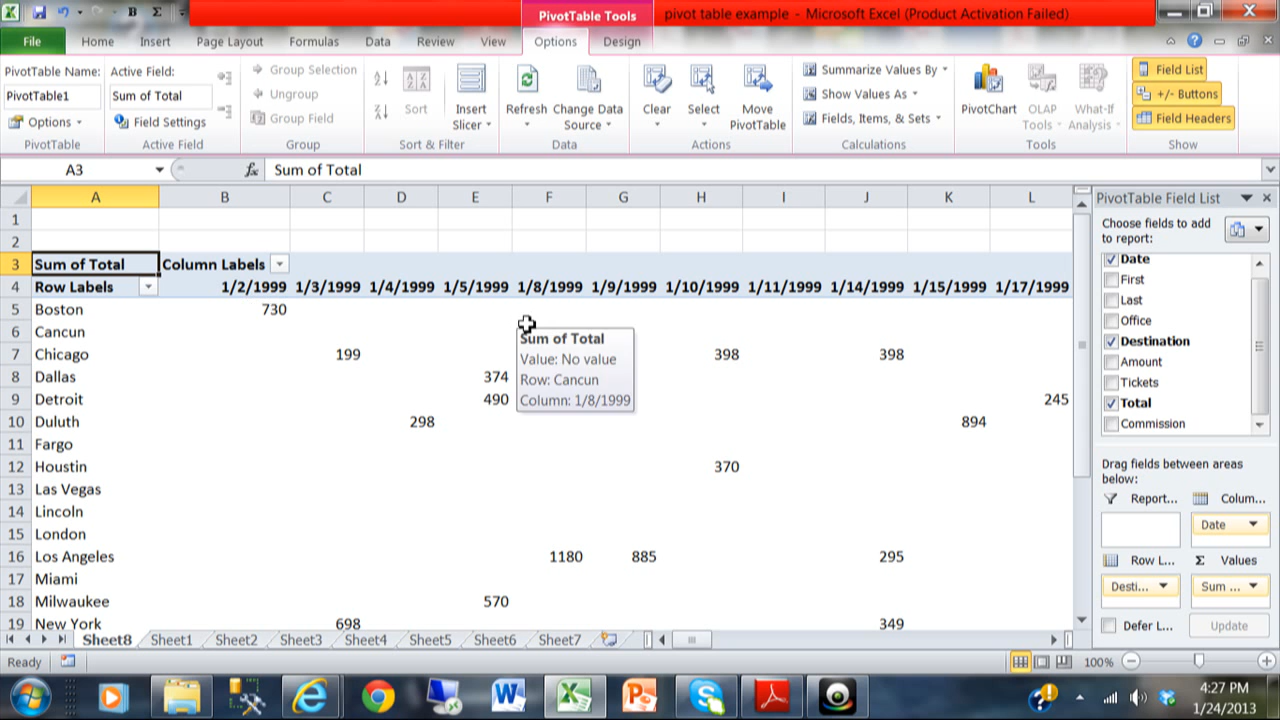 PivotTable Tools
pivot table example - Microsoft Excel (Product Activation Failed)
File Home Insert Page Layout Formulas Data Review View Options Design
PivotTable Name: Active Field:
PivotTable1 Sum of Total
Options Field Settings
Group Selection
Ungroup
Group Field
Sort Insert Slicer Refresh Change Data Source Clear Select Move PivotTable
Summarize Values By
Show Values As
Fields, Items, & Sets
PivotChart OLAP Tools What-If Analysis
Field List
+/- Buttons
Field Headers
PivotTable Active Field Group Sort & Filter Data Actions Calculations Tools Show
A3 fx Sum of Total
A B C D E F G H I J K L
1
2
3 Sum of Total Column Labels
4 Row Labels 1/2/1999 1/3/1999 1/4/1999 1/5/1999 1/8/1999 1/9/1999 1/10/1999 1/11/1999 1/14/1999 1/15/1999 1/17/1999
5 Boston 730
6 Cancun
7 Chicago 199 398 398
8 Dallas 374
9 Detroit 490 245
10 Duluth 298 894
11 Fargo
12 Houstin 370
13 Las Vegas
14 Lincoln
15 London
16 Los Angeles 1180 885 295
17 Miami
18 Milwaukee 570
19 New York 698 349
Sum of Total
Value: No value
Row: Cancun
Column: 1/8/1999
PivotTable Field List
Choose fields to add
to report:
Date
First
Last
Office
Destination
Amount
Tickets
Total
Commission
Drag fields between areas
below:
Report... Colum...
Date
Row L... Σ Values
Desti... Sum ...
Defer L... Update
Sheet8 Sheet1 Sheet2 Sheet3 Sheet4 Sheet5 Sheet6 Sheet7
Ready 100%
4:27 PM
1/24/2013